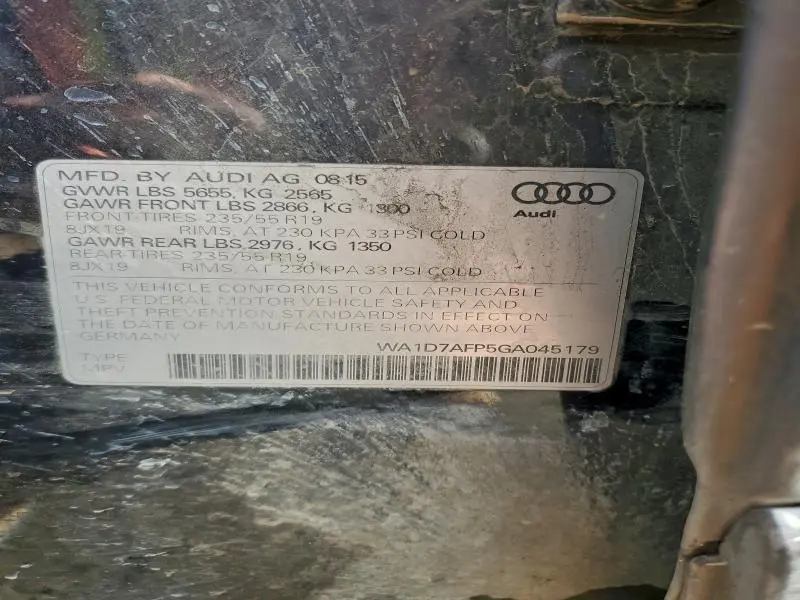 MFD. BY AUDI AG 08-15
GVWR LBS 5655, KG 2565
GAWR FRONT LBS 2866, KG 1300
FRONT TIRES 235/55 R19
8JX19 RIMS, AT 230 KPA 33 PSI COLD
GAWR REAR LBS 2976, KG 1350
REAR TIRES 235/55 R19
8JX19 RIMS, AT 230 KPA 33 PSI COLD
THIS VEHICLE CONFORMS TO ALL APPLICABLE
U.S. FEDERAL MOTOR VEHICLE SAFETY AND
THEFT PREVENTION STANDARDS IN EFFECT ON
THE DATE OF MANUFACTURE SHOWN ABOVE
GERMANY
WA1D7AFP5GA045179
TYPE
MPV
Audi